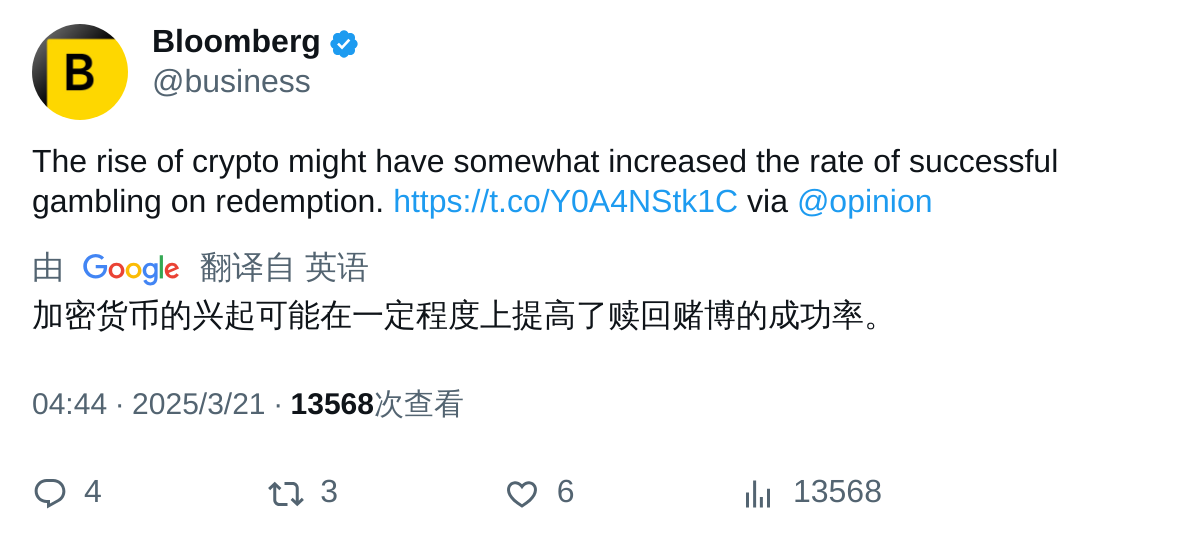 B
Bloomberg
@business
The rise of crypto might have somewhat increased the rate of successful
gambling on redemption. https://t.co/Y0A4NStk1C via @opinion
由 Google 翻译自 英语
加密货币的兴起可能在一定程度上提高了赎回赌博的成功率。
04:44 · 2025/3/21 · 13568次查看
4 3 6 13568